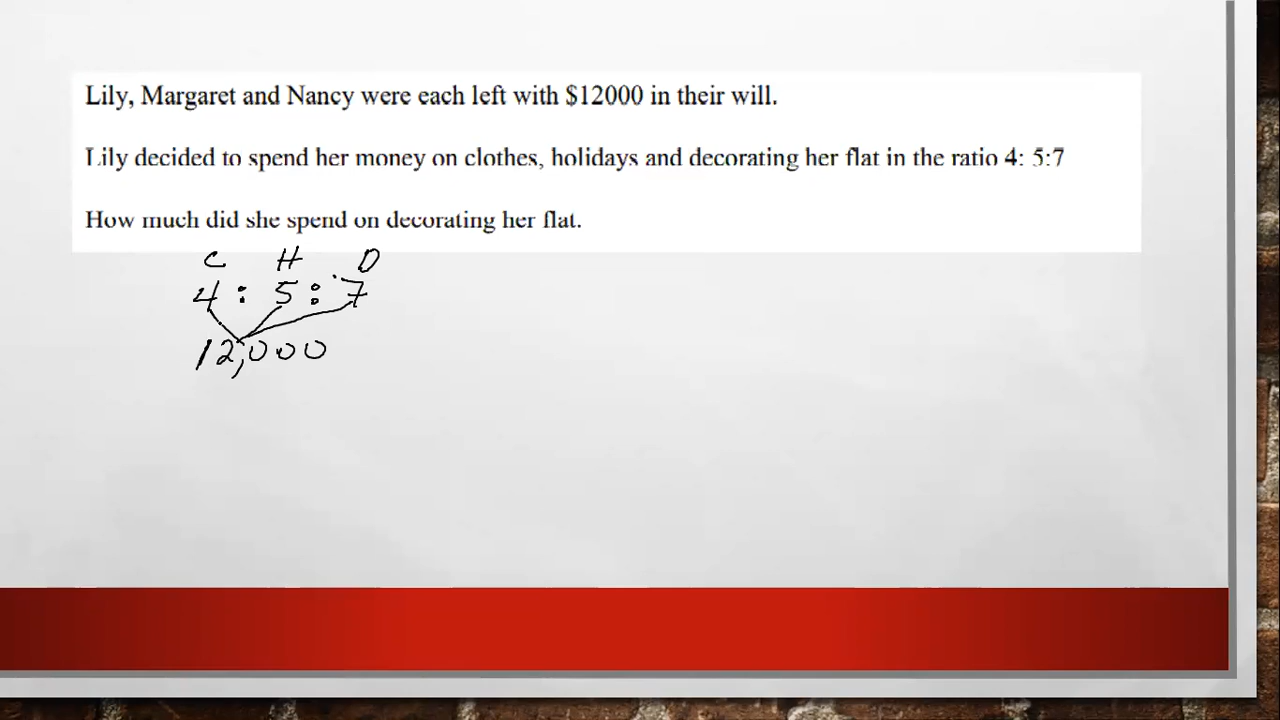 Lily, Margaret and Nancy were each left with $12000 in their will.
Lily decided to spend her money on clothes, holidays and decorating her flat in the ratio 4: 5:7
How much did she spend on decorating her flat.
C H D
4 : 5 : 7
12,000